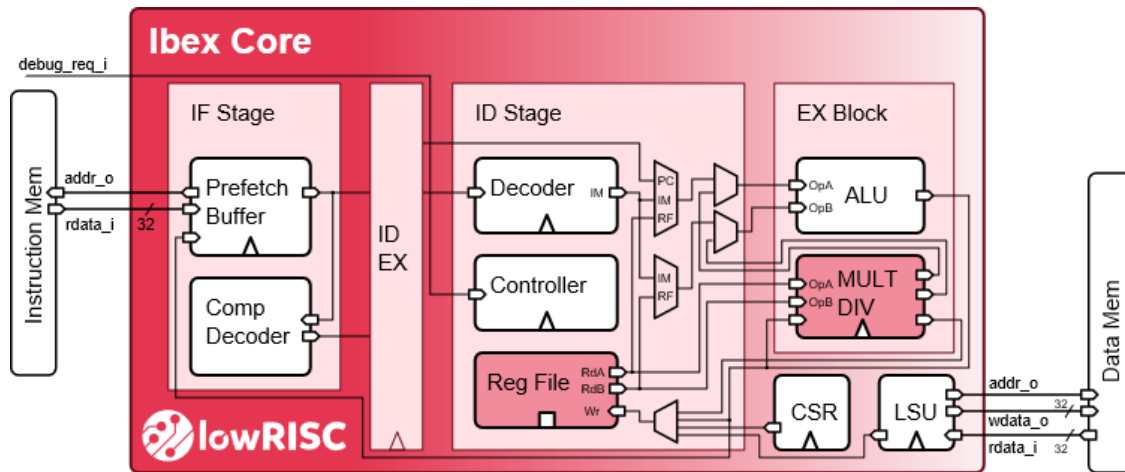 Ibex Core
debug_req_i
IF Stage
ID Stage
EX Block
Instruction Mem
addr_o
rdata_i
32
Prefetch
Buffer
Comp
Decoder
ID
EX
Decoder
IM
Controller
Reg File
RdA
RdB
Wr
PC
IM
RF
IM
RF
OpA
OpB
ALU
OpA
OpB
MULT
DIV
CSR
LSU
addr_o
32
wdata_o
rdata_i
32
Data Mem
lowRISC